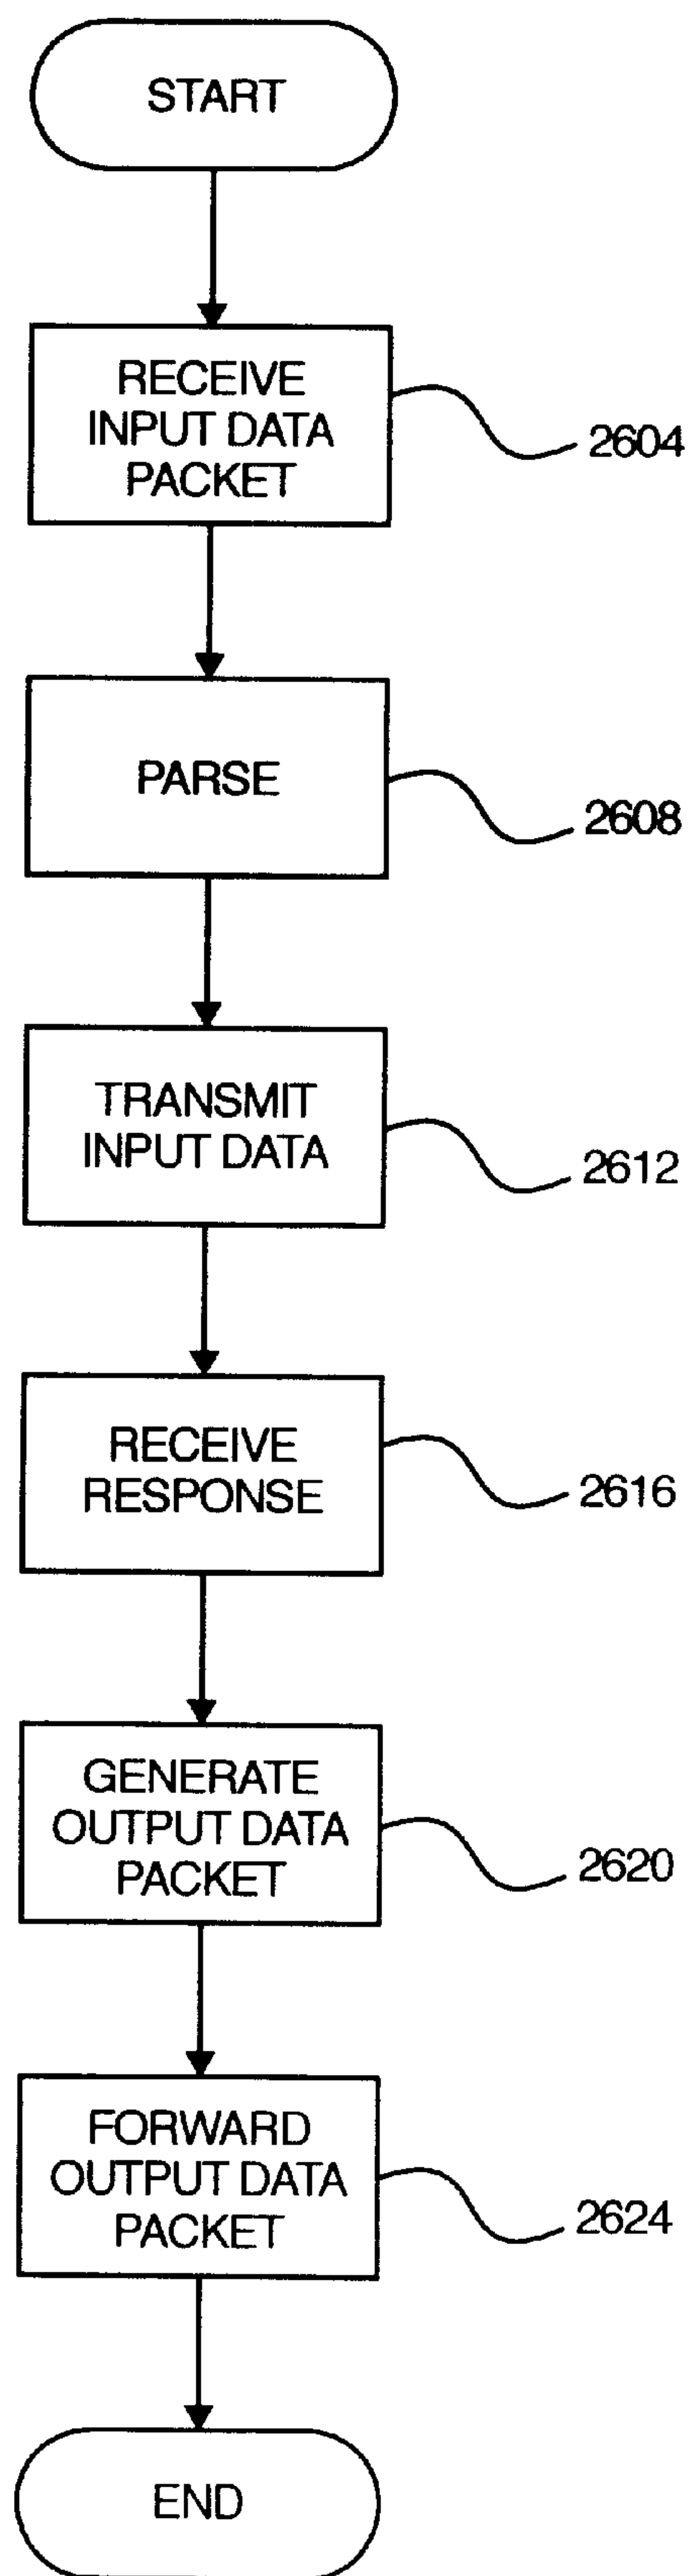 START
RECEIVE
INPUT DATA
PACKET
2604
PARSE
2608
TRANSMIT
INPUT DATA
2612
RECEIVE
RESPONSE
2616
GENERATE
OUTPUT DATA
PACKET
2620
FORWARD
OUTPUT DATA
PACKET
2624
END